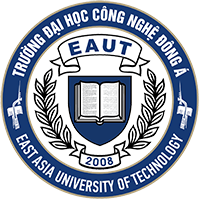 TRƯỜNG ĐẠI HỌC CÔNG NGHỆ ĐÔNG Á
EAUT
2008
EAST ASIA UNIVERSITY OF TECHNOLOGY